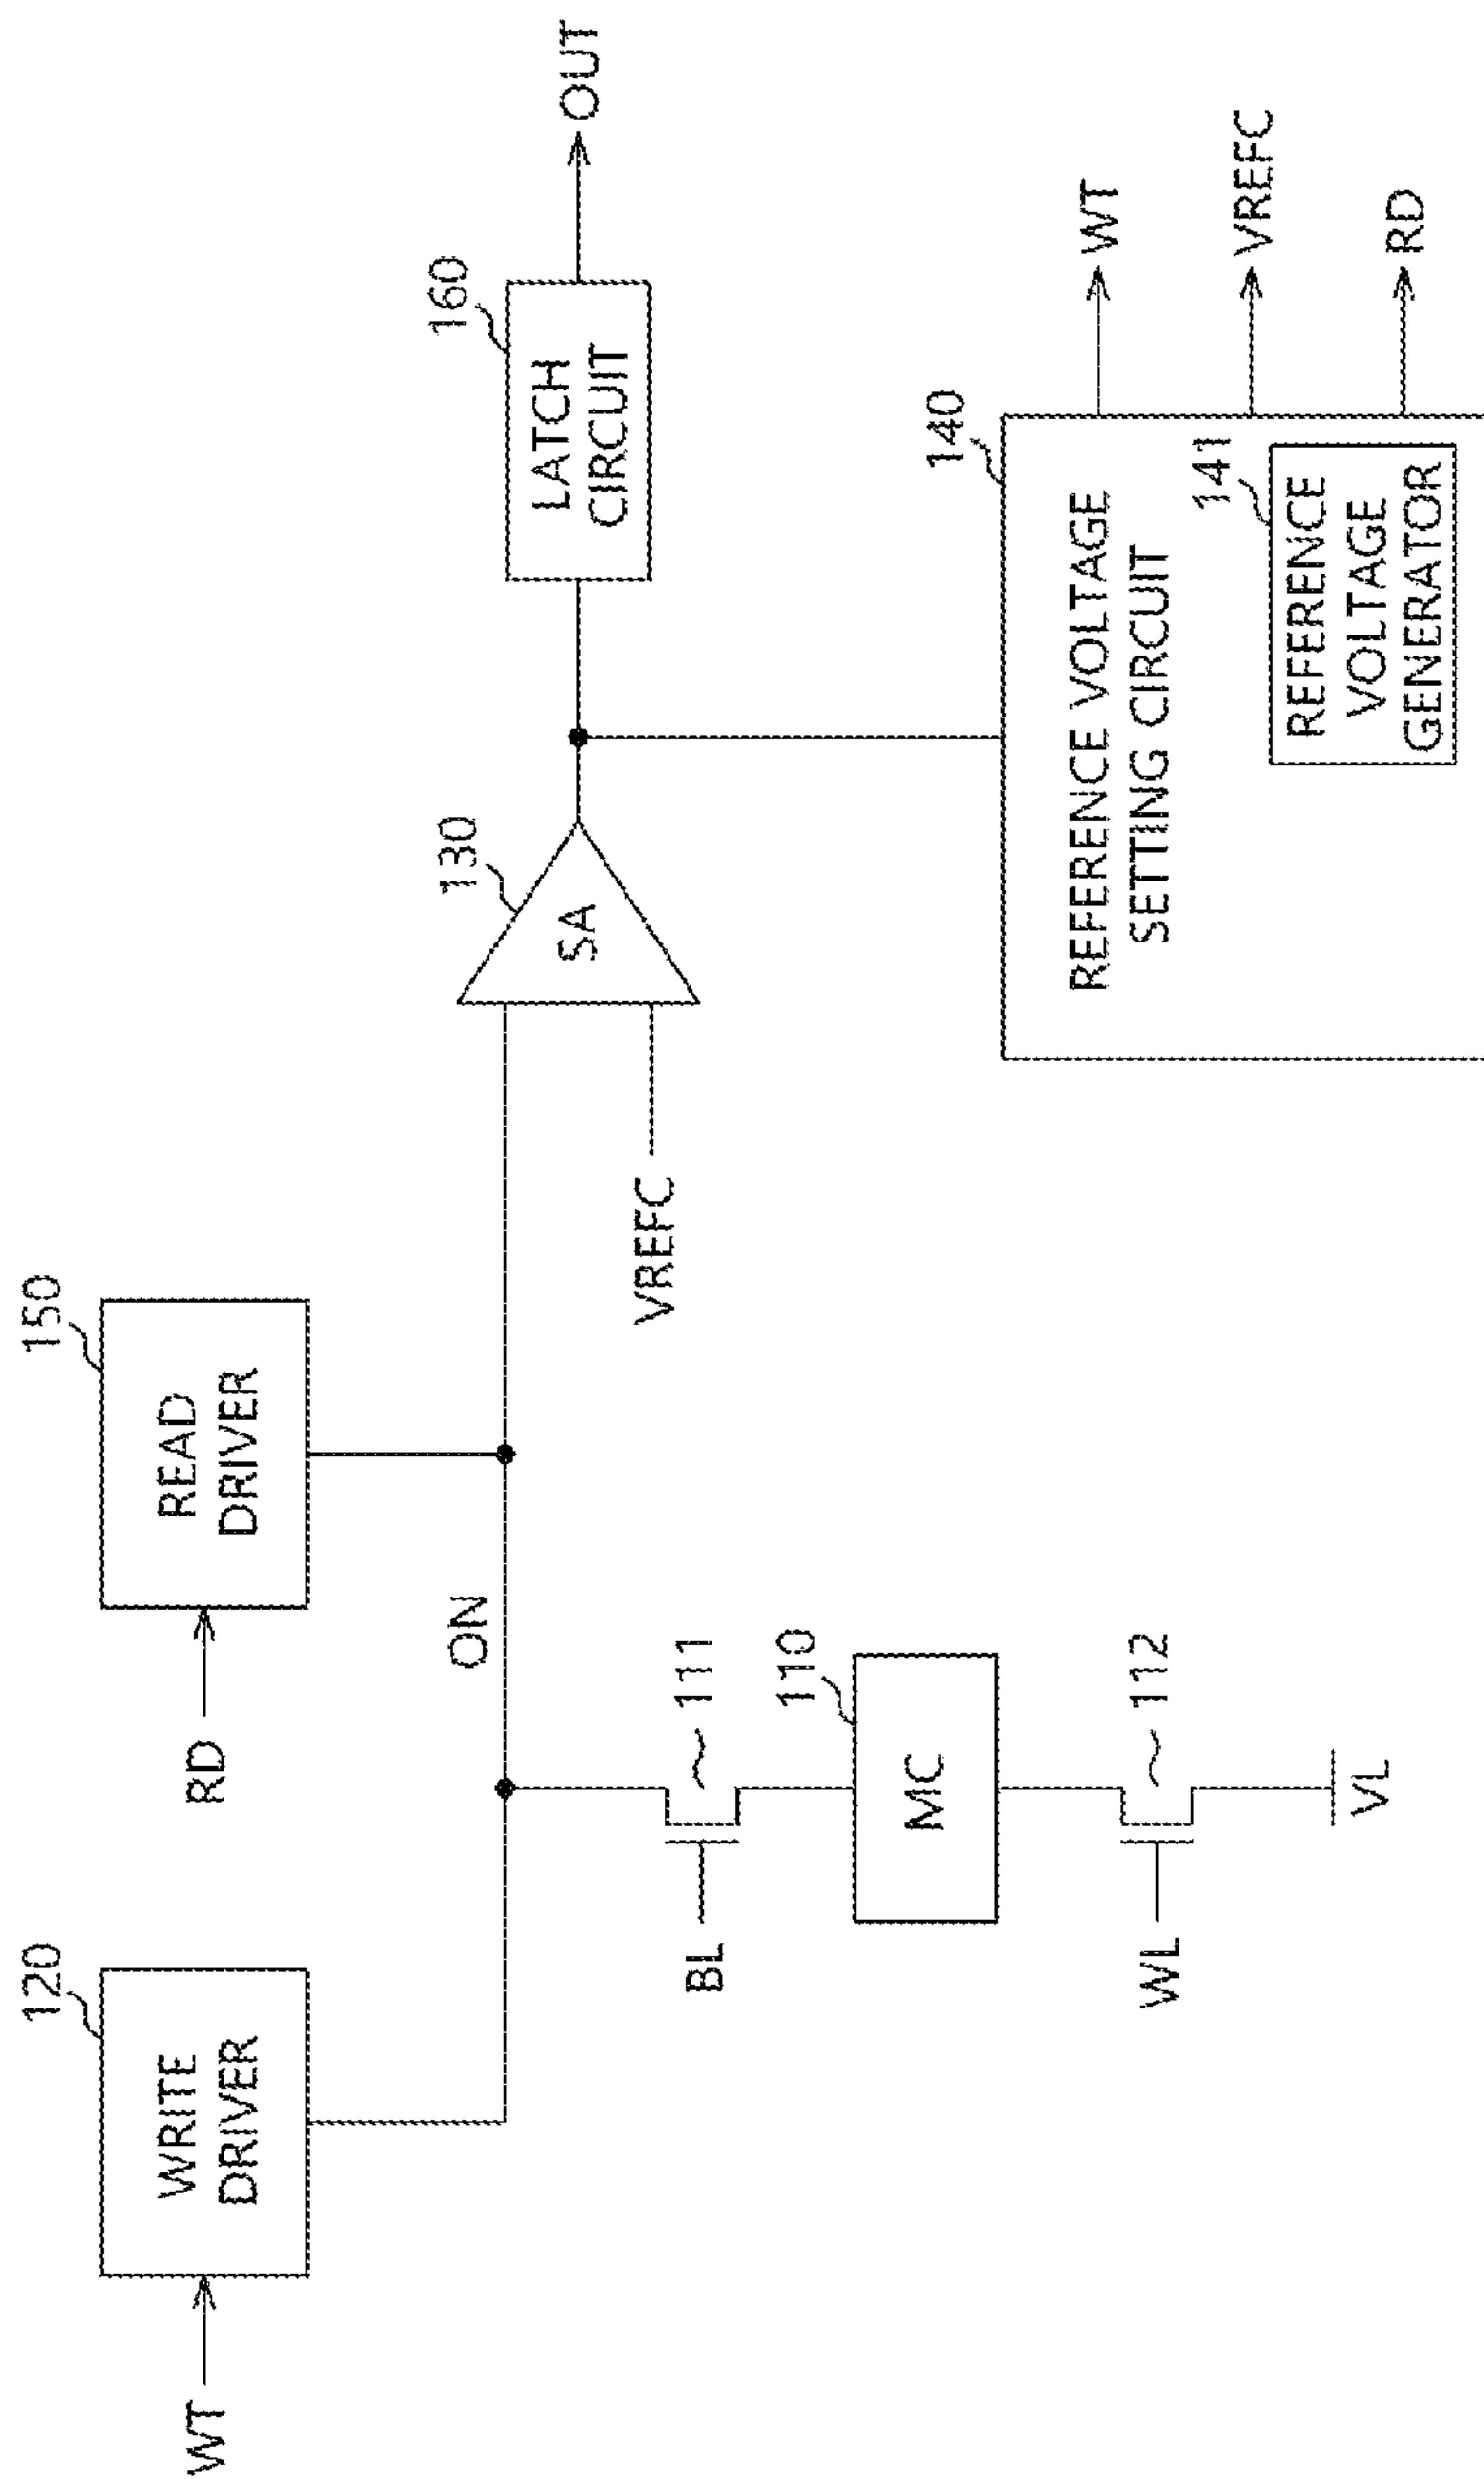 120
150
WRITE
DRIVER
READ
DRIVER
WT
RD
ON
130
160
SA
LATCH
CIRCUIT
OUT
VREFC
BL
111
110
MC
WL
112
VL
140
REFERENCE VOLTAGE
SETTING CIRCUIT
WT
141
REFERENCE
VOLTAGE
GENERATOR
VREFC
RD